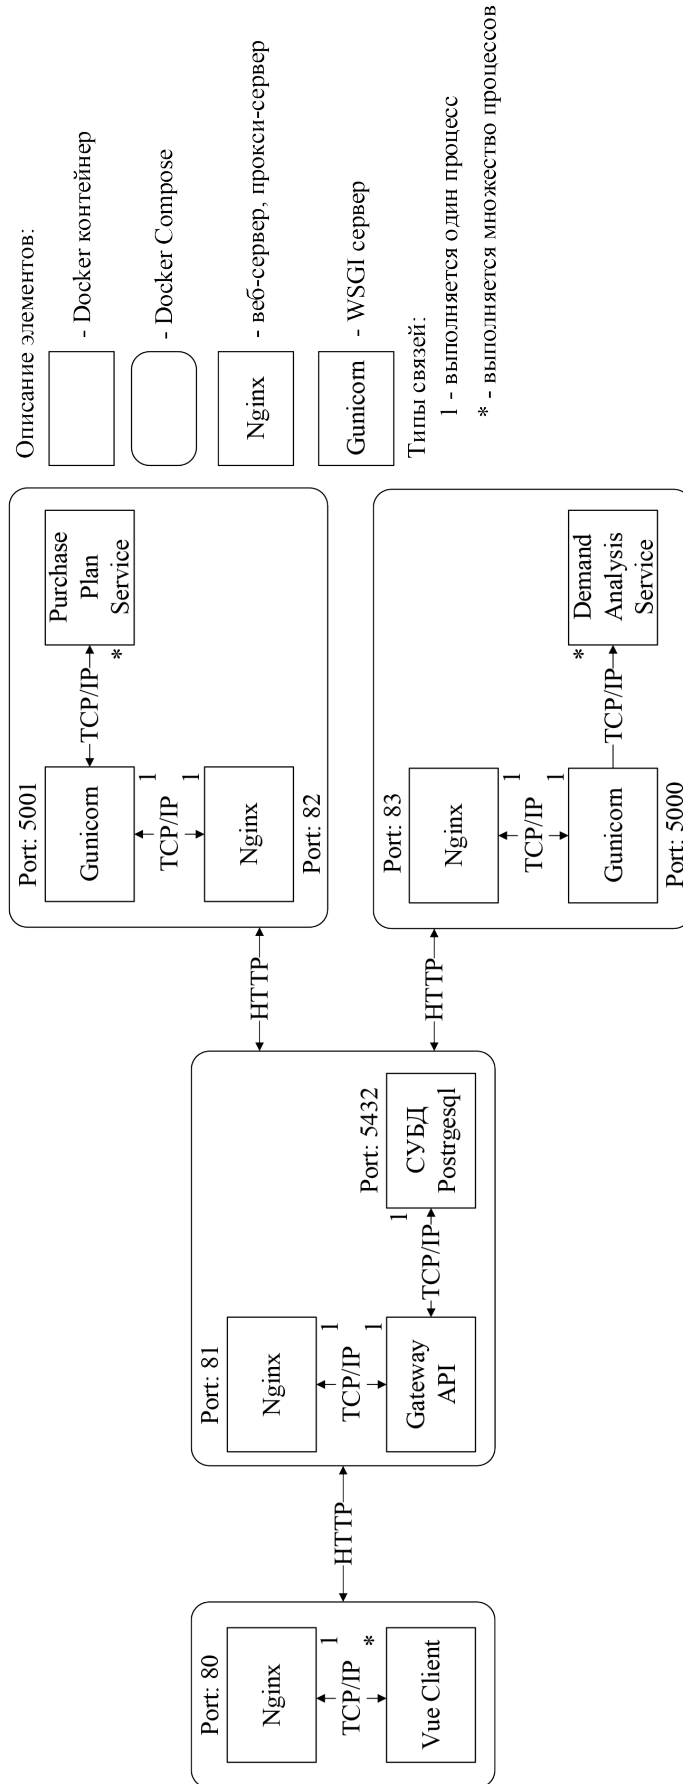 Port: 80
Nginx
1
TCP/IP
*
Vue Client
HTTP
Port: 81
Nginx
1
TCP/IP
1
Gateway
API
TCP/IP
1
Port: 5432
СУБД
Postrgesql
HTTP
HTTP
Port: 5001
Gunicorn
1
TCP/IP
1
Nginx
Port: 82
TCP/IP
*
Purchase
Plan
Service
Port: 83
Nginx
1
TCP/IP
1
Gunicorn
Port: 5000
TCP/IP
*
Demand
Analysis
Service
Описание элементов:
- Docker контейнер
- Docker Compose
Nginx - веб-сервер, прокси-сервер
Gunicorn - WSGI сервер
Типы связей:
1 - выполняется один процесс
* - выполняется множество процессов